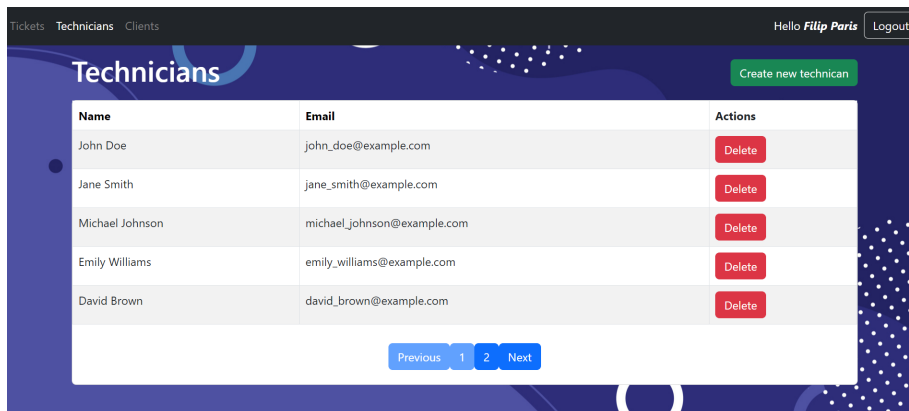 Tickets Technicians Clients Hello Filip Paris Logout
Technicians Create new technican
Name Email Actions
John Doe john_doe@example.com Delete
Jane Smith jane_smith@example.com Delete
Michael Johnson michael_johnson@example.com Delete
Emily Williams emily_williams@example.com Delete
David Brown david_brown@example.com Delete
Previous 1 2 Next